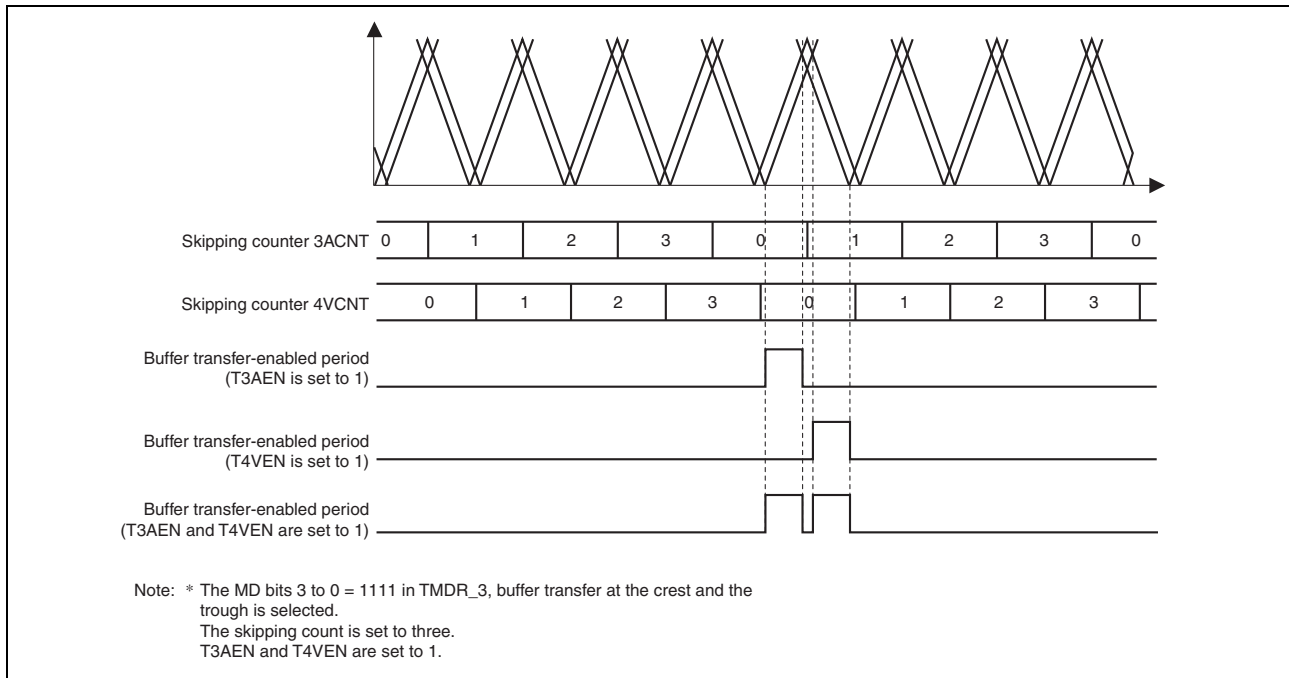 Skipping counter 3ACNT 0 1 2 3 0 1 2 3 0
Skipping counter 4VCNT 0 1 2 3 0 1 2 3
Buffer transfer-enabled period
(T3AEN is set to 1)
Buffer transfer-enabled period
(T4VEN is set to 1)
Buffer transfer-enabled period
(T3AEN and T4VEN are set to 1)
Note: * The MD bits 3 to 0 = 1111 in TMDR_3, buffer transfer at the crest and the
trough is selected.
The skipping count is set to three.
T3AEN and T4VEN are set to 1.